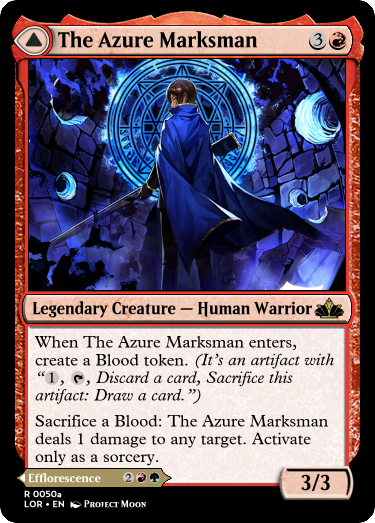 The Azure Marksman 3
Legendary Creature — Human Warrior
When The Azure Marksman enters,
create a Blood token. (It's an artifact with
“1, , Discard a card, Sacrifice this
artifact: Draw a card.”)
Sacrifice a Blood: The Azure Marksman
deals 1 damage to any target. Activate
only as a sorcery.
Efflorescence 2
3/3
R 0050a
LOR • EN Project Moon